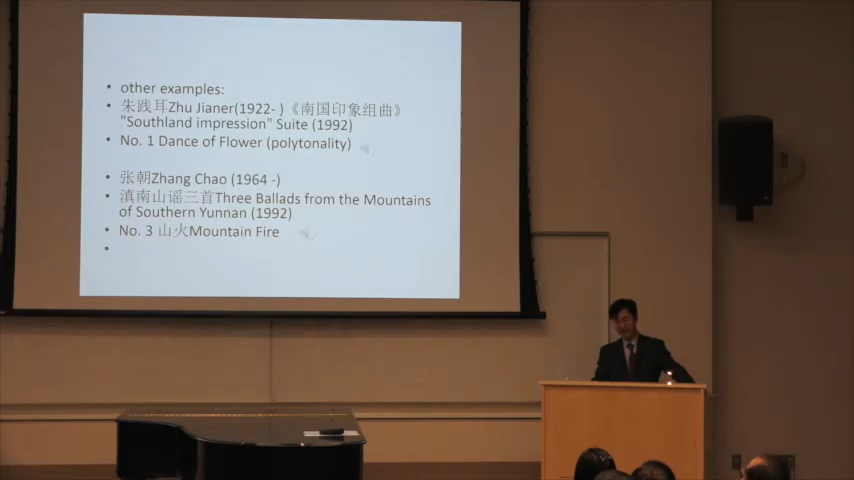 • other examples:
• 朱践耳Zhu Jianer(1922- )《南国印象组曲》
"Southland impression" Suite (1992)
• No. 1 Dance of Flower (polytonality)
• 张朝Zhang Chao (1964 -)
• 滇南山谣三首Three Ballads from the Mountains
of Southern Yunnan (1992)
• No. 3 山火Mountain Fire
•